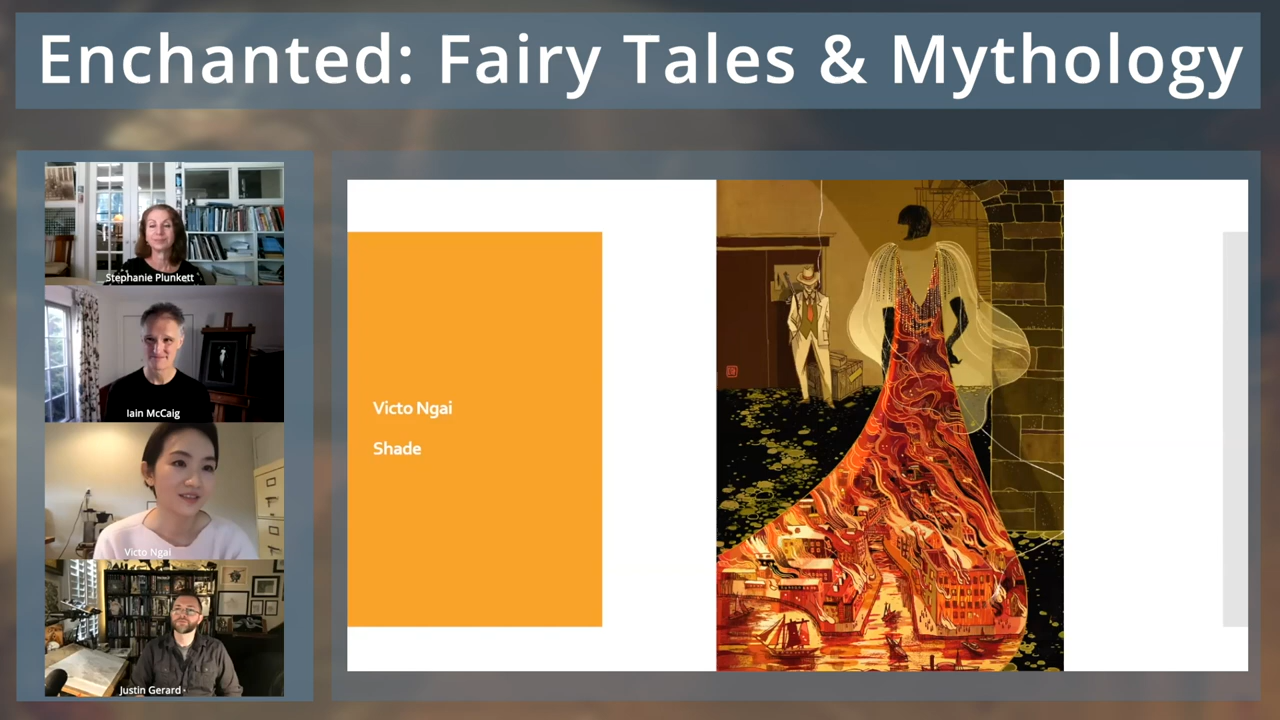 Enchanted: Fairy Tales & Mythology
Stephanie Plunkett
Iain McCaig
Victo Ngai
Justin Gerard
Victo Ngai
Shade